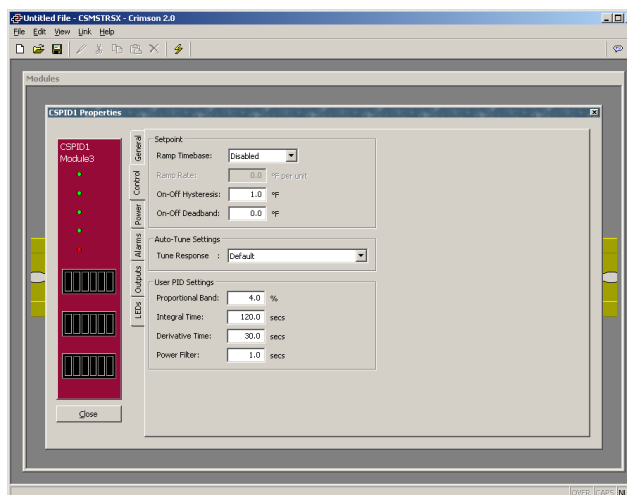 Untitled File - CSMSTRSX - Crimson 2.0
File Edit View Link Help
Modules
CSPID1 Properties
CSPID1
Module3
General
Control
Power
Alarms
Outputs
LEDs
Setpoint
Ramp Timebase: Disabled
Ramp Rate: 0.0 °F per unit
On-Off Hysteresis: 1.0 °F
On-Off Deadband: 0.0 °F
Auto-Tune Settings
Tune Response : Default
User PID Settings
Proportional Band: 4.0 %
Integral Time: 120.0 secs
Derivative Time: 30.0 secs
Power Filter: 1.0 secs
Close
OVER CAPS